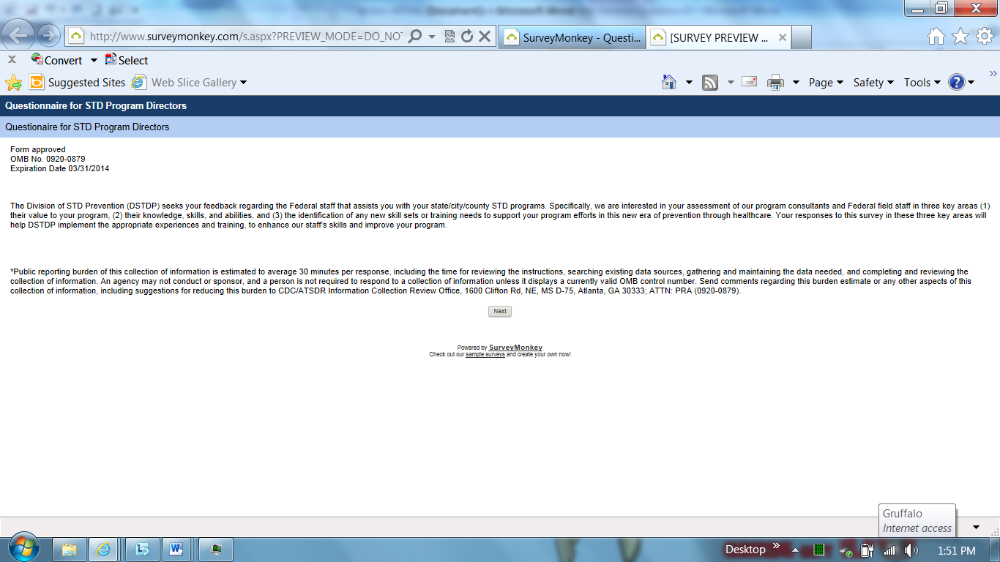 Document1 - Microsoft Word
http://www.surveymonkey.com/s.aspx?PREVIEW_MODE=DO_NOT
SurveyMonkey - Questi...
[SURVEY PREVIEW ...
Convert
Select
Suggested Sites
Web Slice Gallery
Page
Safety
Tools
Questionnaire for STD Program Directors
Questionaire for STD Program Directors
Form approved
OMB No. 0920-0879
Expiration Date 03/31/2014
The Division of STD Prevention (DSTDP) seeks your feedback regarding the Federal staff that assists you with your state/city/county STD programs. Specifically, we are interested in your assessment of our program consultants and Federal field staff in three key areas (1)
their value to your program, (2) their knowledge, skills, and abilities, and (3) the identification of any new skill sets or training needs to support your program efforts in this new era of prevention through healthcare. Your responses to this survey in these three key areas will
help DSTDP implement the appropriate experiences and training, to enhance our staff's skills and improve your program.
*Public reporting burden of this collection of information is estimated to average 30 minutes per response, including the time for reviewing the instructions, searching existing data sources, gathering and maintaining the data needed, and completing and reviewing the
collection of information. An agency may not conduct or sponsor, and a person is not required to respond to a collection of information unless it displays a currently valid OMB control number. Send comments regarding this burden estimate or any other aspects of this
collection of information, including suggestions for reducing this burden to CDC/ATSDR Information Collection Review Office, 1600 Clifton Rd, NE, MS D-75, Atlanta, GA 30333; ATTN: PRA (0920-0879).
Next
Powered by SurveyMonkey
Check out our sample surveys and create your own now!
Gruffalo
Internet access
Desktop
1:51 PM